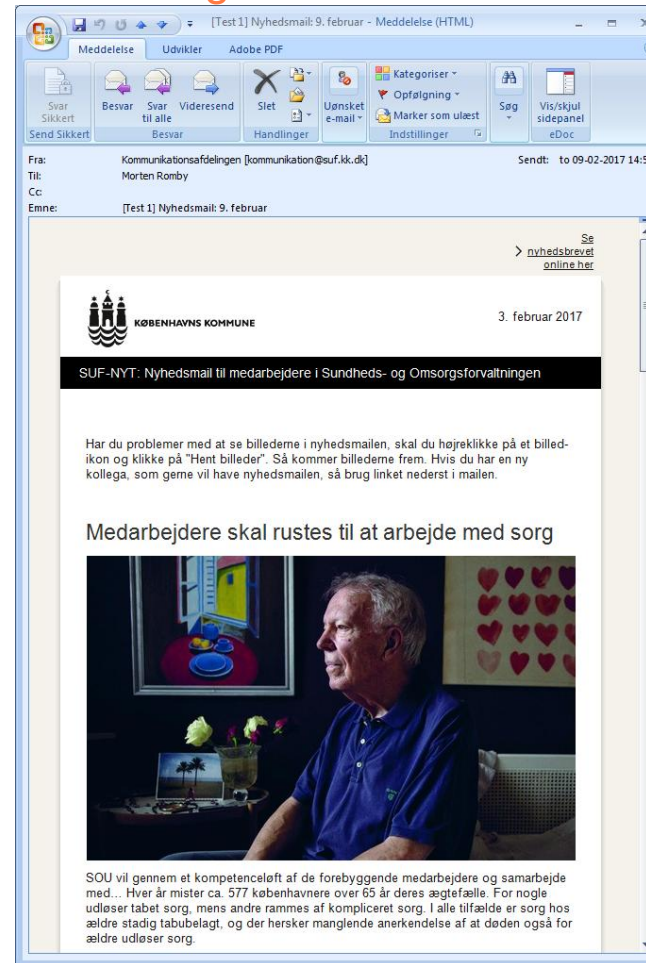 [Test 1] Nyhedsmail: 9. februar - Meddelelse (HTML)
Meddelelse Udvikler Adobe PDF
Svar Sikkert
Besvar
Svar til alle
Videresend
Slet
Uønsket e-mail
Kategoriser
Opfølgning
Marker som ulæst
Søg
Vis/skjul sidepanel
Send Sikkert Besvar Handlinger Indstillinger eDoc
Fra: Kommunikationsafdelingen [kommunikation@suf.kk.dk] Sendt: to 09-02-2017 14:5
Til: Morten Romby
Cc:
Emne: [Test 1] Nyhedsmail: 9. februar
Se
> nyhedsbrevet
online her
KØBENHAVNS KOMMUNE
3. februar 2017
SUF-NYT: Nyhedsmail til medarbejdere i Sundheds- og Omsorgsforvaltningen
Har du problemer med at se billederne i nyhedsmailen, skal du højreklikke på et billed-
ikon og klikke på "Hent billeder". Så kommer billederne frem. Hvis du har en ny
kollega, som gerne vil have nyhedsmailen, så brug linket nederst i mailen.
Medarbejdere skal rustes til at arbejde med sorg
SOU vil gennem et kompetenceløft af de forebyggende medarbejdere og samarbejde
med... Hver år mister ca. 577 københavnere over 65 år deres ægtefælle. For nogle
udløser tabet sorg, mens andre rammes af kompliceret sorg. I alle tilfælde er sorg hos
ældre stadig tabubelagt, og der hersker manglende anerkendelse af at døden også for
ældre udløser sorg.